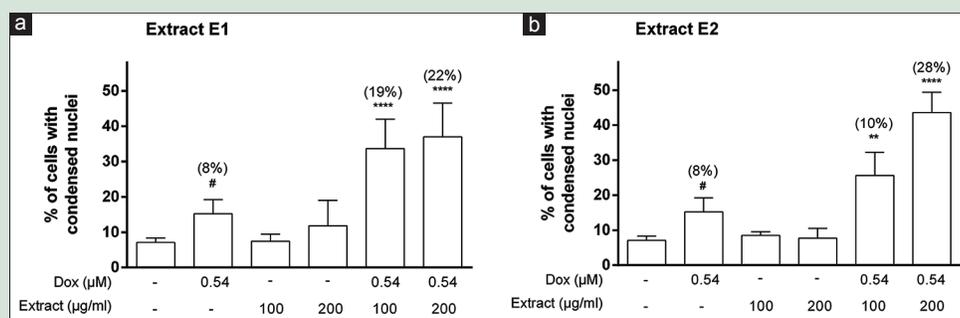 a
Extract E1
% of cells with
condensed nuclei
50
40
30
20
10
0
(8%)
#
(19%)
****
(22%)
****
Dox (µM) - 0.54 - - 0.54 0.54
Extract (µg/ml) - - 100 200 100 200
b
Extract E2
% of cells with
condensed nuclei
50
40
30
20
10
0
(8%)
#
(10%)
**
(28%)
****
Dox (µM) - 0.54 - - 0.54 0.54
Extract (µg/ml) - - 100 200 100 200